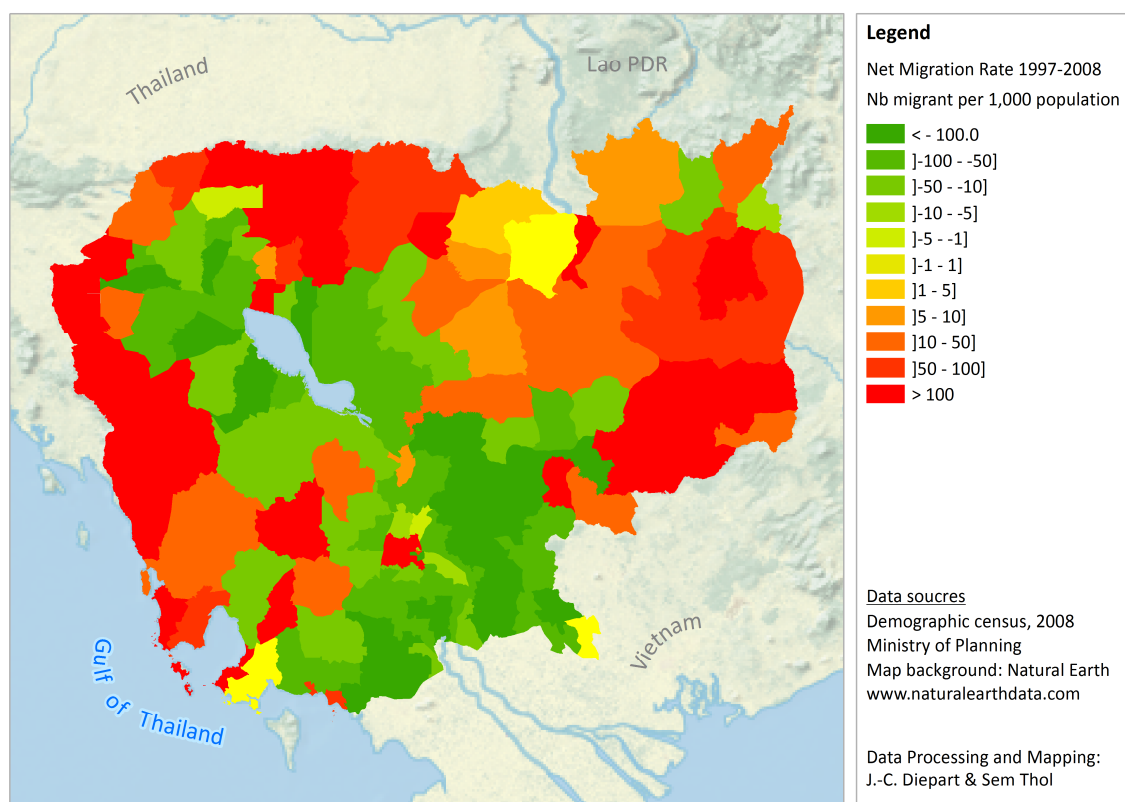 Thailand
Lao PDR
Vietnam
Gulf of Thailand
Legend
Net Migration Rate 1997-2008
Nb migrant per 1,000 population
< - 100.0
]-100 - -50]
]-50 - -10]
]-10 - -5]
]-5 - -1]
]-1 - 1]
]1 - 5]
]5 - 10]
]10 - 50]
]50 - 100]
> 100
Data soucres
Demographic census, 2008
Ministry of Planning
Map background: Natural Earth
www.naturalearthdata.com
Data Processing and Mapping:
J.-C. Diepart & Sem Thol